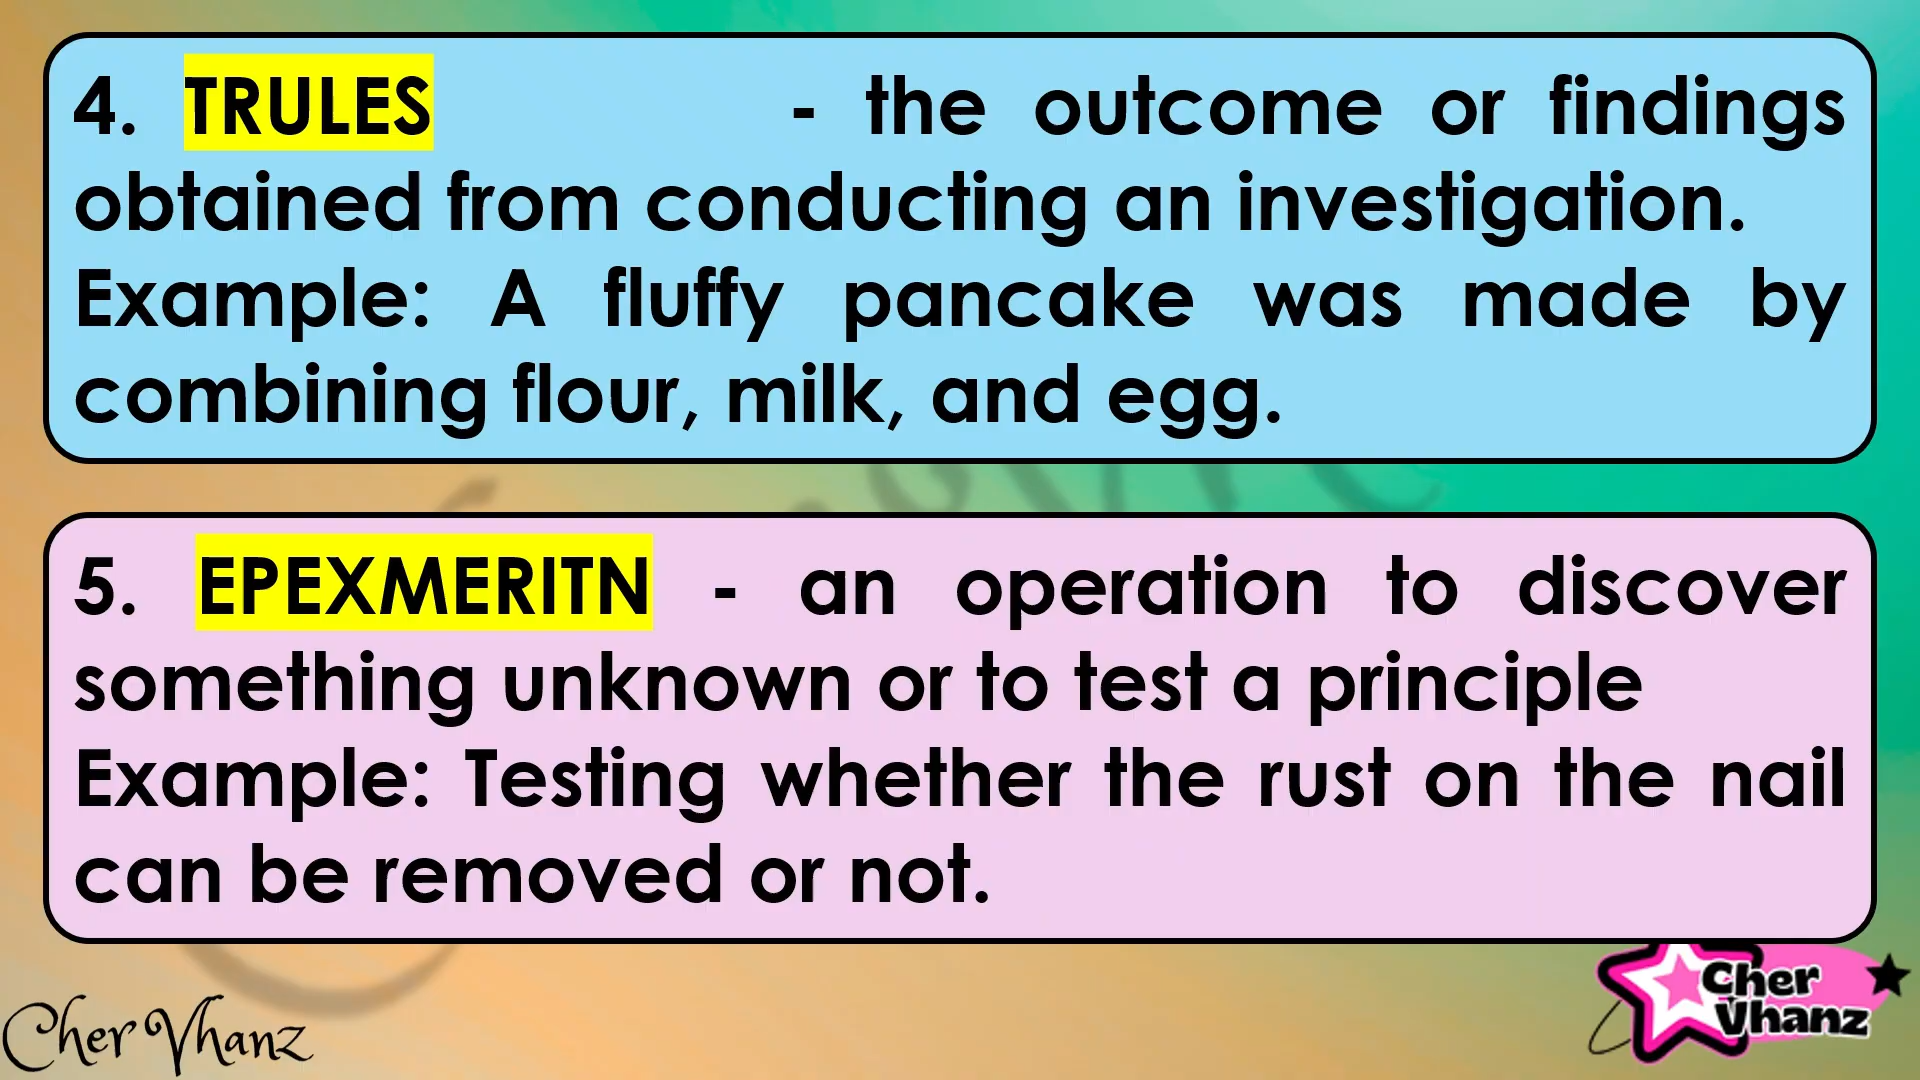 4. TRULES - the outcome or findings
obtained from conducting an investigation.
Example: A fluffy pancake was made by
combining flour, milk, and egg.
5. EPEXMERITN - an operation to discover
something unknown or to test a principle
Example: Testing whether the rust on the nail
can be removed or not.
Cher Vhanz
Cher
Vhanz